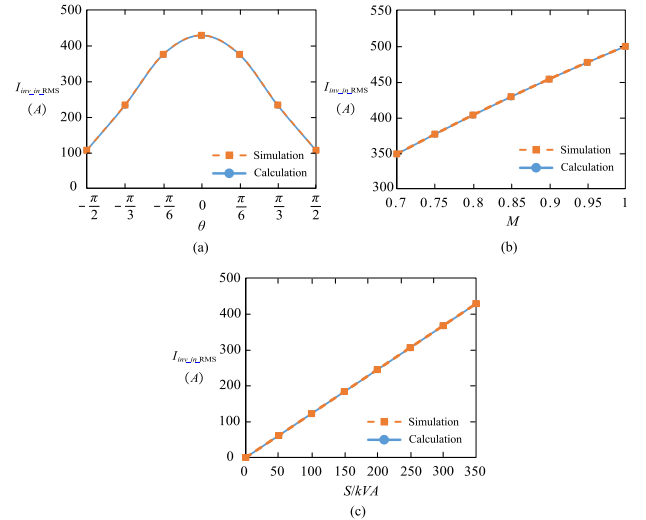 500
400
300
200
100
0
I_inv_in_RMS
(A)
Simulation
Calculation
−π/2 −π/3 −π/6 0 π/6 π/3 π/2
θ
(a)
550
500
450
400
350
300
I_inv_in_RMS
(A)
Simulation
Calculation
0.7 0.75 0.8 0.85 0.9 0.95 1
M
(b)
500
400
300
200
100
0
I_inv_in_RMS
(A)
Simulation
Calculation
0 50 100 150 200 250 300 350
S/kVA
(c)